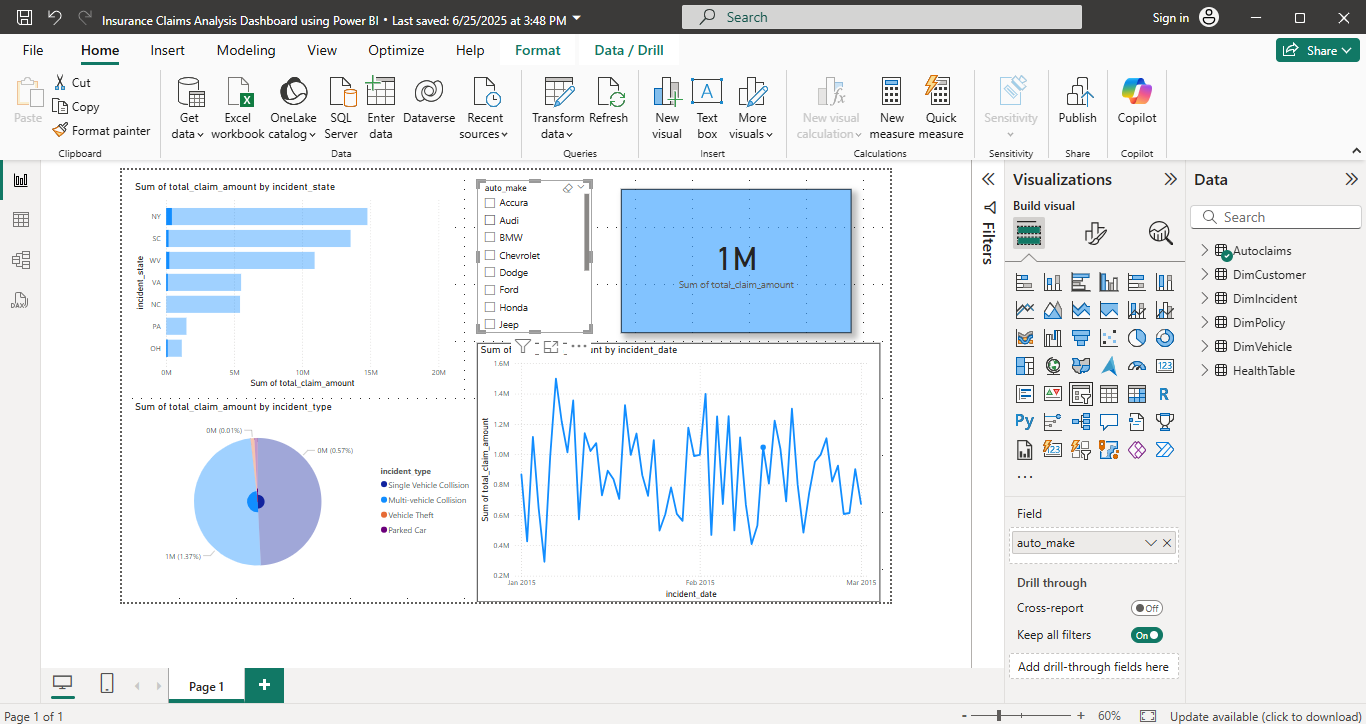 Insurance Claims Analysis Dashboard using Power BI • Last saved: 6/25/2025 at 3:48 PM
Search
Sign in
File
Home
Insert
Modeling
View
Optimize
Help
Format
Data / Drill
Share
Paste
Cut
Copy
Format painter
Clipboard
Get data
Excel workbook
OneLake catalog
SQL Server
Enter data
Dataverse
Recent sources
Data
Transform data
Refresh
Queries
New visual
Text box
More visuals
Insert
New visual calculation
New measure
Quick measure
Calculations
Sensitivity
Sensitivity
Publish
Share
Copilot
Copilot
Sum of total_claim_amount by incident_state
incident_state
NY
SC
WV
VA
NC
PA
OH
0M 5M 10M 15M 20M
Sum of total_claim_amount
auto_make
Accura
Audi
BMW
Chevrolet
Dodge
Ford
Honda
Jeep
1M
Sum of total_claim_amount
Sum of total_claim_amount by incident_type
0M (0.01%)
0M (0.57%)
1M (1.37%)
incident_type
Single Vehicle Collision
Multi-vehicle Collision
Vehicle Theft
Parked Car
Sum of
unt by incident_date
Sum of total_claim_amount
1.6M
1.4M
1.2M
1.0M
0.8M
0.6M
0.4M
0.2M
Jan 2015 Feb 2015 Mar 2015
incident_date
Filters
Visualizations
Build visual
123
R
Py
123
...
Field
auto_make
Drill through
Cross-report
Off
Keep all filters
On
Add drill-through fields here
Data
Search
Autoclaims
DimCustomer
DimIncident
DimPolicy
DimVehicle
HealthTable
DAX
Page 1
+
Page 1 of 1
- + 60%
Update available (click to download)